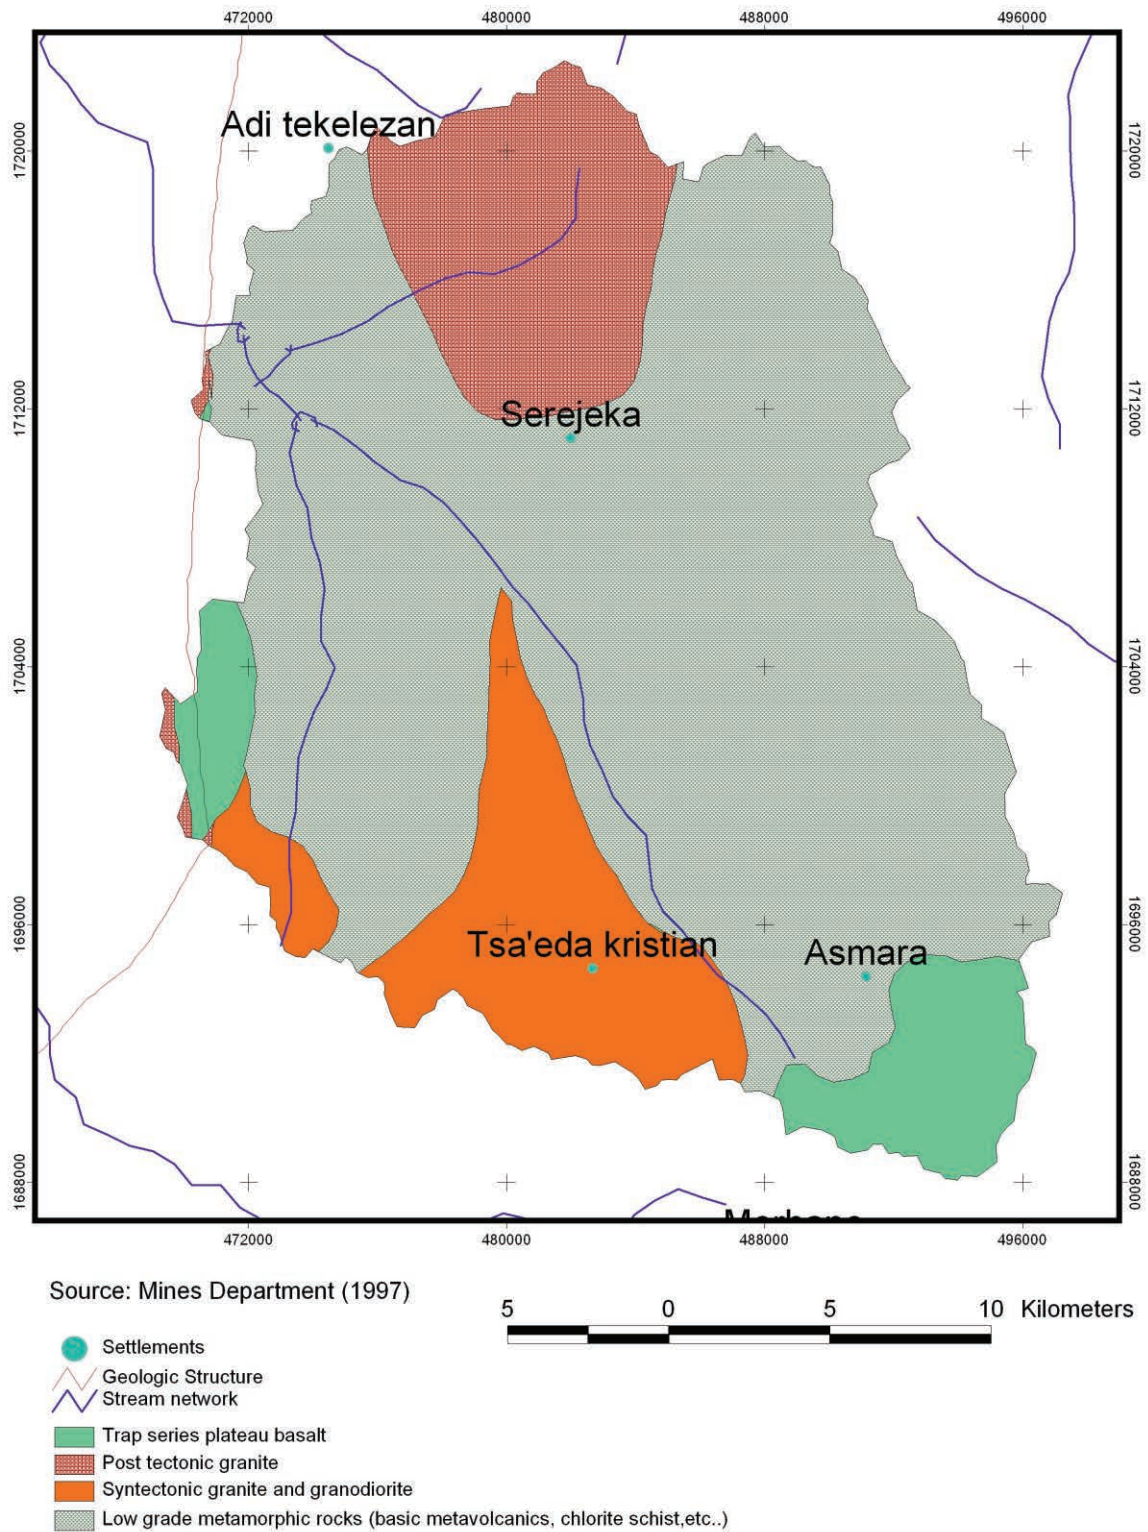 472000 480000 488000 496000
1720000 1720000
Adi tekelezan
1712000 1712000
Serejeka
1704000 1704000
1696000 1696000
Tsa'eda kristian
Asmara
1688000 1688000
472000 480000 488000 496000
Source: Mines Department (1997)
5 0 5 10 Kilometers
Settlements
Geologic Structure
Stream network
Trap series plateau basalt
Post tectonic granite
Syntectonic granite and granodiorite
Low grade metamorphic rocks (basic metavolcanics, chlorite schist,etc..)